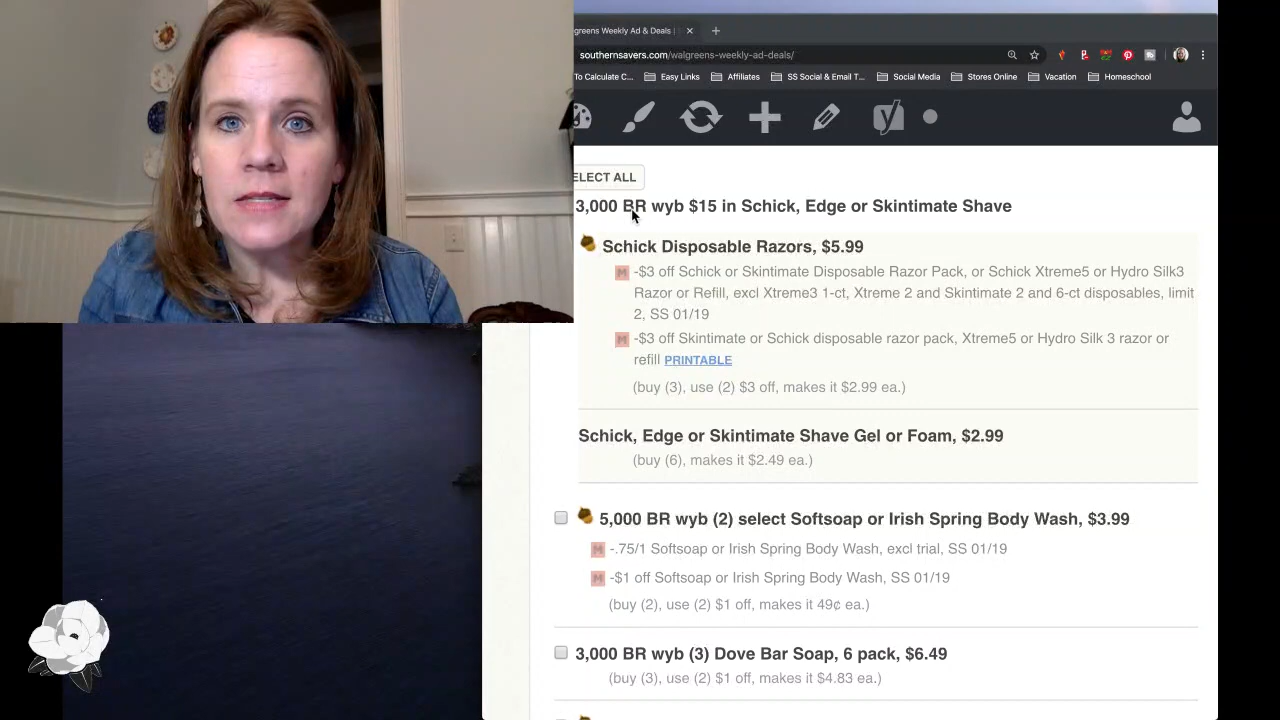 greens Weekly Ad & Deals |
southernsavers.com/walgreens-weekly-ad-deals/
To Calculate C... Easy Links Affiliates SS Social & Email T... Social Media Stores Online Vacation Homeschool
ELECT ALL
3,000 BR wyb $15 in Schick, Edge or Skintimate Shave
Schick Disposable Razors, $5.99
M -$3 off Schick or Skintimate Disposable Razor Pack, or Schick Xtreme5 or Hydro Silk3
Razor or Refill, excl Xtreme3 1-ct, Xtreme 2 and Skintimate 2 and 6-ct disposables, limit
2, SS 01/19
M -$3 off Skintimate or Schick disposable razor pack, Xtreme5 or Hydro Silk 3 razor or
refill PRINTABLE
(buy (3), use (2) $3 off, makes it $2.99 ea.)
Schick, Edge or Skintimate Shave Gel or Foam, $2.99
(buy (6), makes it $2.49 ea.)
5,000 BR wyb (2) select Softsoap or Irish Spring Body Wash, $3.99
M -.75/1 Softsoap or Irish Spring Body Wash, excl trial, SS 01/19
M -$1 off Softsoap or Irish Spring Body Wash, SS 01/19
(buy (2), use (2) $1 off, makes it 49¢ ea.)
3,000 BR wyb (3) Dove Bar Soap, 6 pack, $6.49
(buy (3), use (2) $1 off, makes it $4.83 ea.)